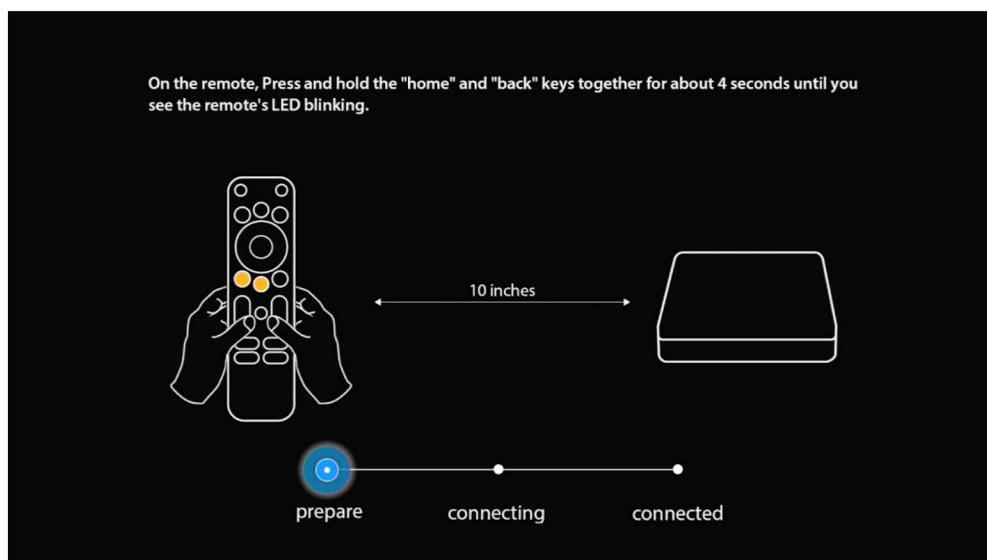 On the remote, Press and hold the "home" and "back" keys together for about 4 seconds until you
see the remote's LED blinking.
10 inches
prepare
connecting
connected